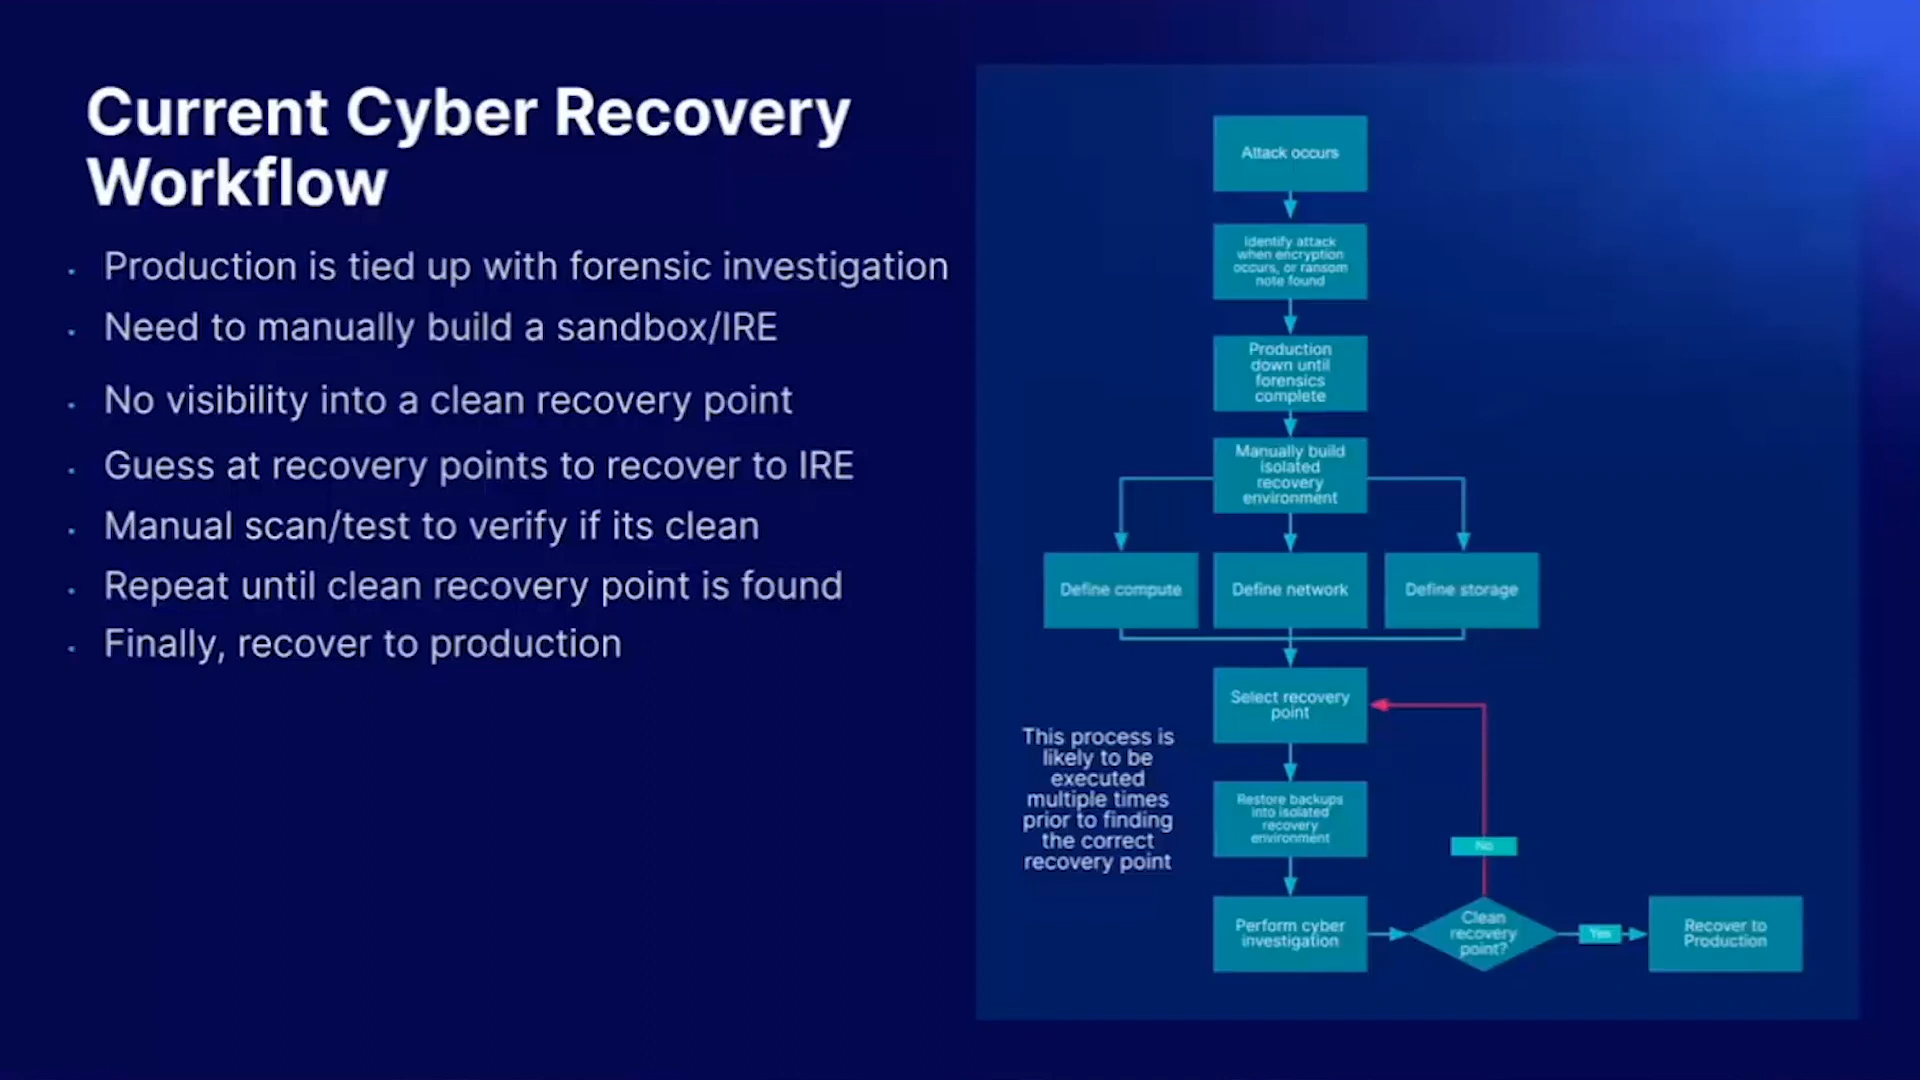 Current Cyber Recovery
Workflow
Production is tied up with forensic investigation
Need to manually build a sandbox/IRE
No visibility into a clean recovery point
Guess at recovery points to recover to IRE
Manual scan/test to verify if its clean
Repeat until clean recovery point is found
Finally, recover to production
Attack occurs
Identify attack
when encryption
occurs, or ransom
note found
Production
down until
forensics
complete
Manually build
isolated
recovery
environment
Define compute
Define network
Define storage
Select recovery
point
This process is
likely to be
executed
multiple times
prior to finding
the correct
recovery point
Restore backups
into isolated
recovery
environment
No
Perform cyber
investigation
Clean
recovery
point?
Yes
Recover to
Production